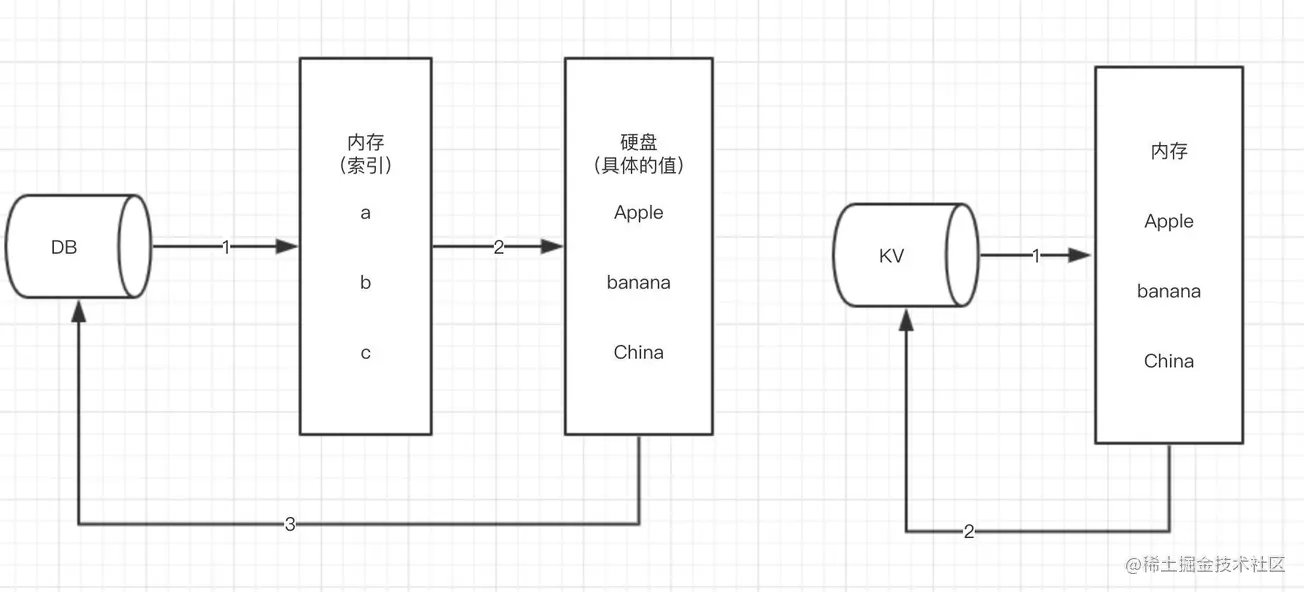 DB
1
内存
（索引）
a
b
c
2
硬盘
（具体的值）
Apple
banana
China
3
KV
1
内存
Apple
banana
China
2
@稀土掘金技术社区